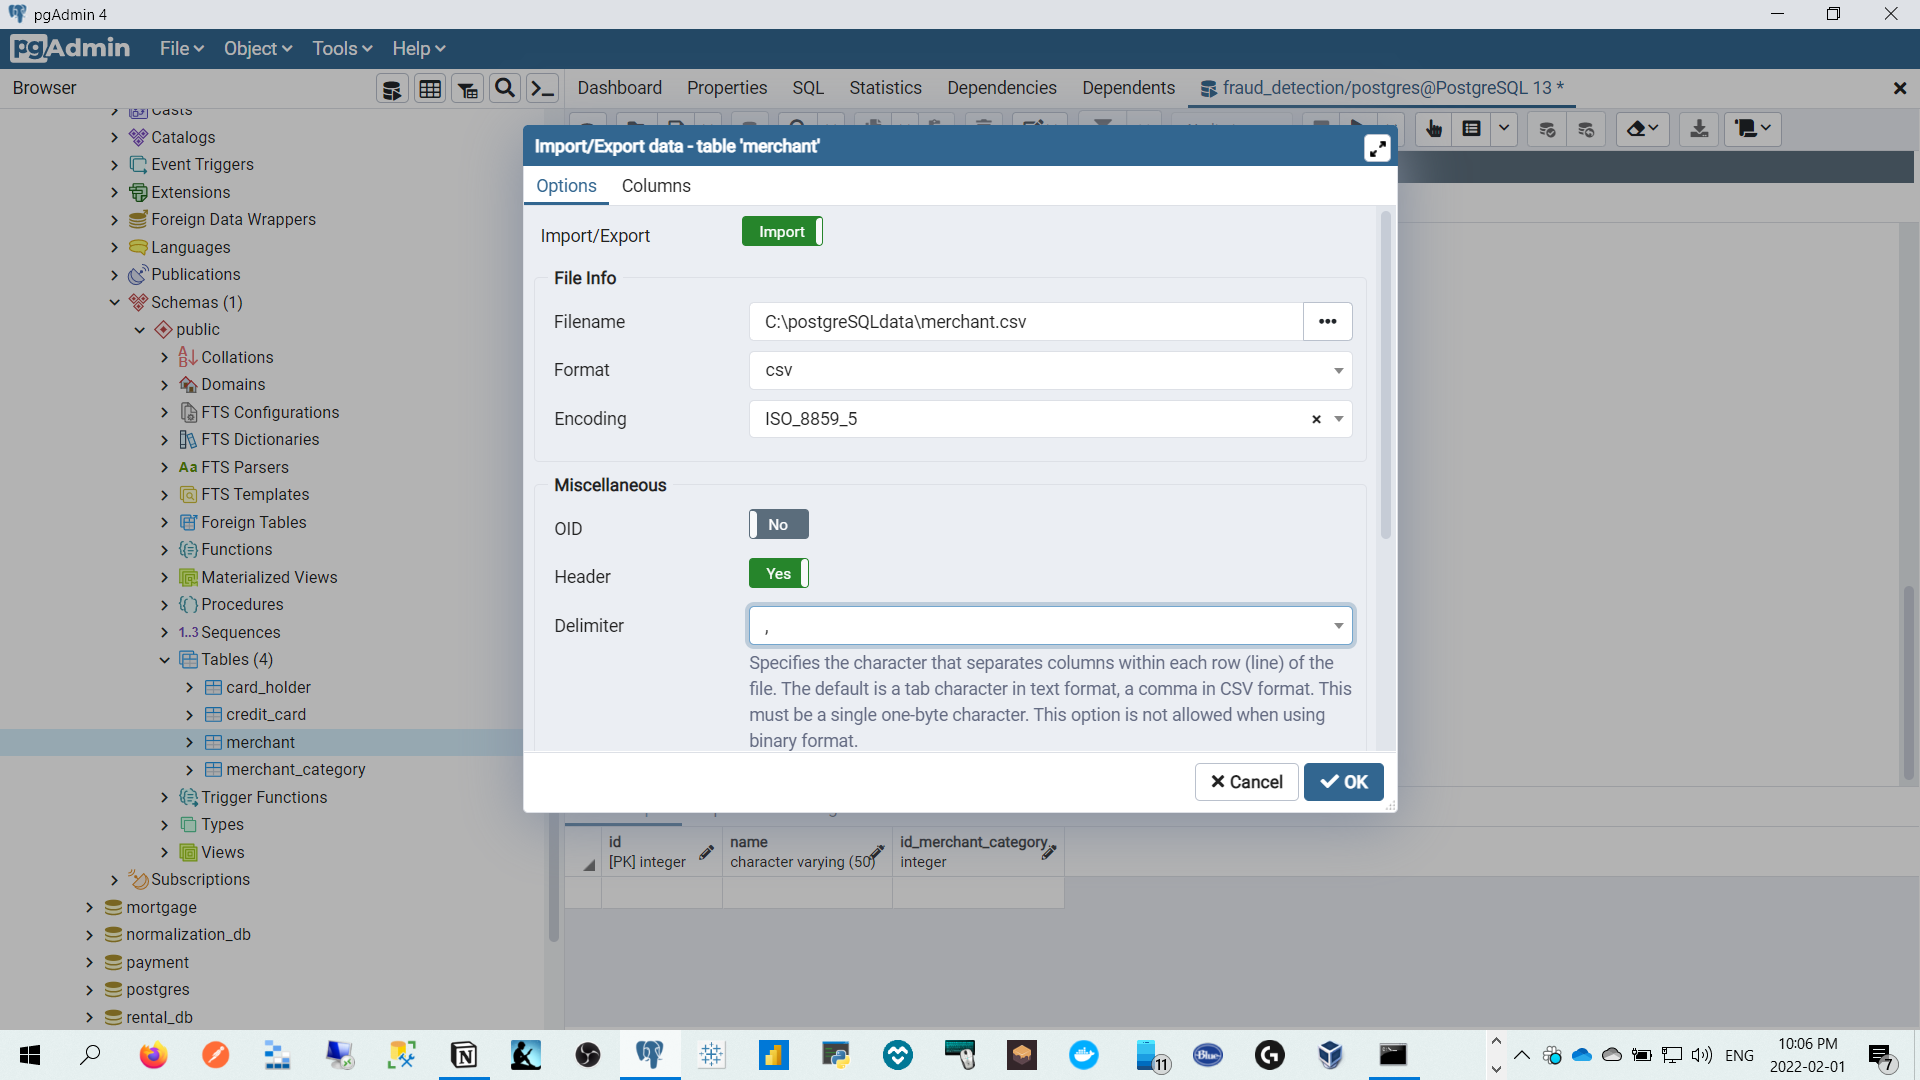 pgAdmin 4
pgAdmin File Object Tools Help
Browser
Dashboard Properties SQL Statistics Dependencies Dependents fraud_detection/postgres@PostgreSQL 13 *
Casts
Catalogs
Event Triggers
Extensions
Foreign Data Wrappers
Languages
Publications
Schemas (1)
public
Collations
Domains
FTS Configurations
FTS Dictionaries
Aa FTS Parsers
FTS Templates
Foreign Tables
Functions
Materialized Views
Procedures
1..3 Sequences
Tables (4)
card_holder
credit_card
merchant
merchant_category
Trigger Functions
Types
Views
Subscriptions
mortgage
normalization_db
payment
postgres
rental_db
Import/Export data - table 'merchant'
Options Columns
Import/Export Import
File Info
Filename C:\postgreSQLdata\merchant.csv •••
Format csv
Encoding ISO_8859_5 ×
Miscellaneous
OID No
Header Yes
Delimiter ,
Specifies the character that separates columns within each row (line) of the
file. The default is a tab character in text format, a comma in CSV format. This
must be a single one-byte character. This option is not allowed when using
binary format.
Cancel OK
id name id_merchant_category
[PK] integer character varying (50) integer
Blue
11
ENG
10:06 PM
2022-02-01
7